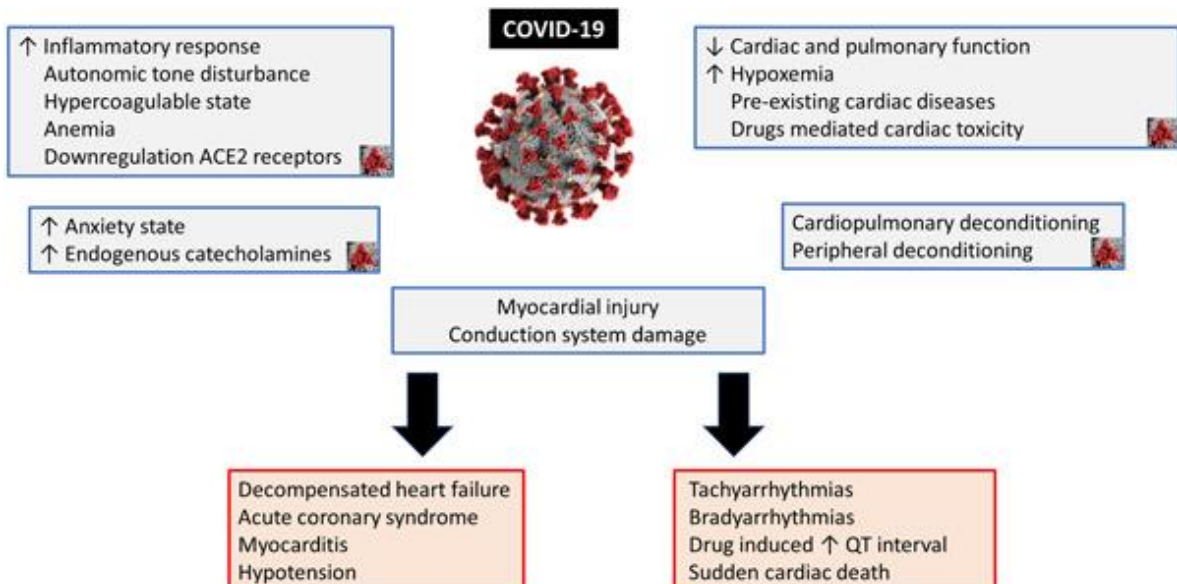 COVID-19
↑ Inflammatory response
Autonomic tone disturbance
Hypercoagulable state
Anemia
Downregulation ACE2 receptors
↓ Cardiac and pulmonary function
↑ Hypoxemia
Pre-existing cardiac diseases
Drugs mediated cardiac toxicity
↑ Anxiety state
↑ Endogenous catecholamines
Cardiopulmonary deconditioning
Peripheral deconditioning
Myocardial injury
Conduction system damage
Decompensated heart failure
Acute coronary syndrome
Myocarditis
Hypotension
Tachyarrhythmias
Bradyarrhythmias
Drug induced ↑ QT interval
Sudden cardiac death